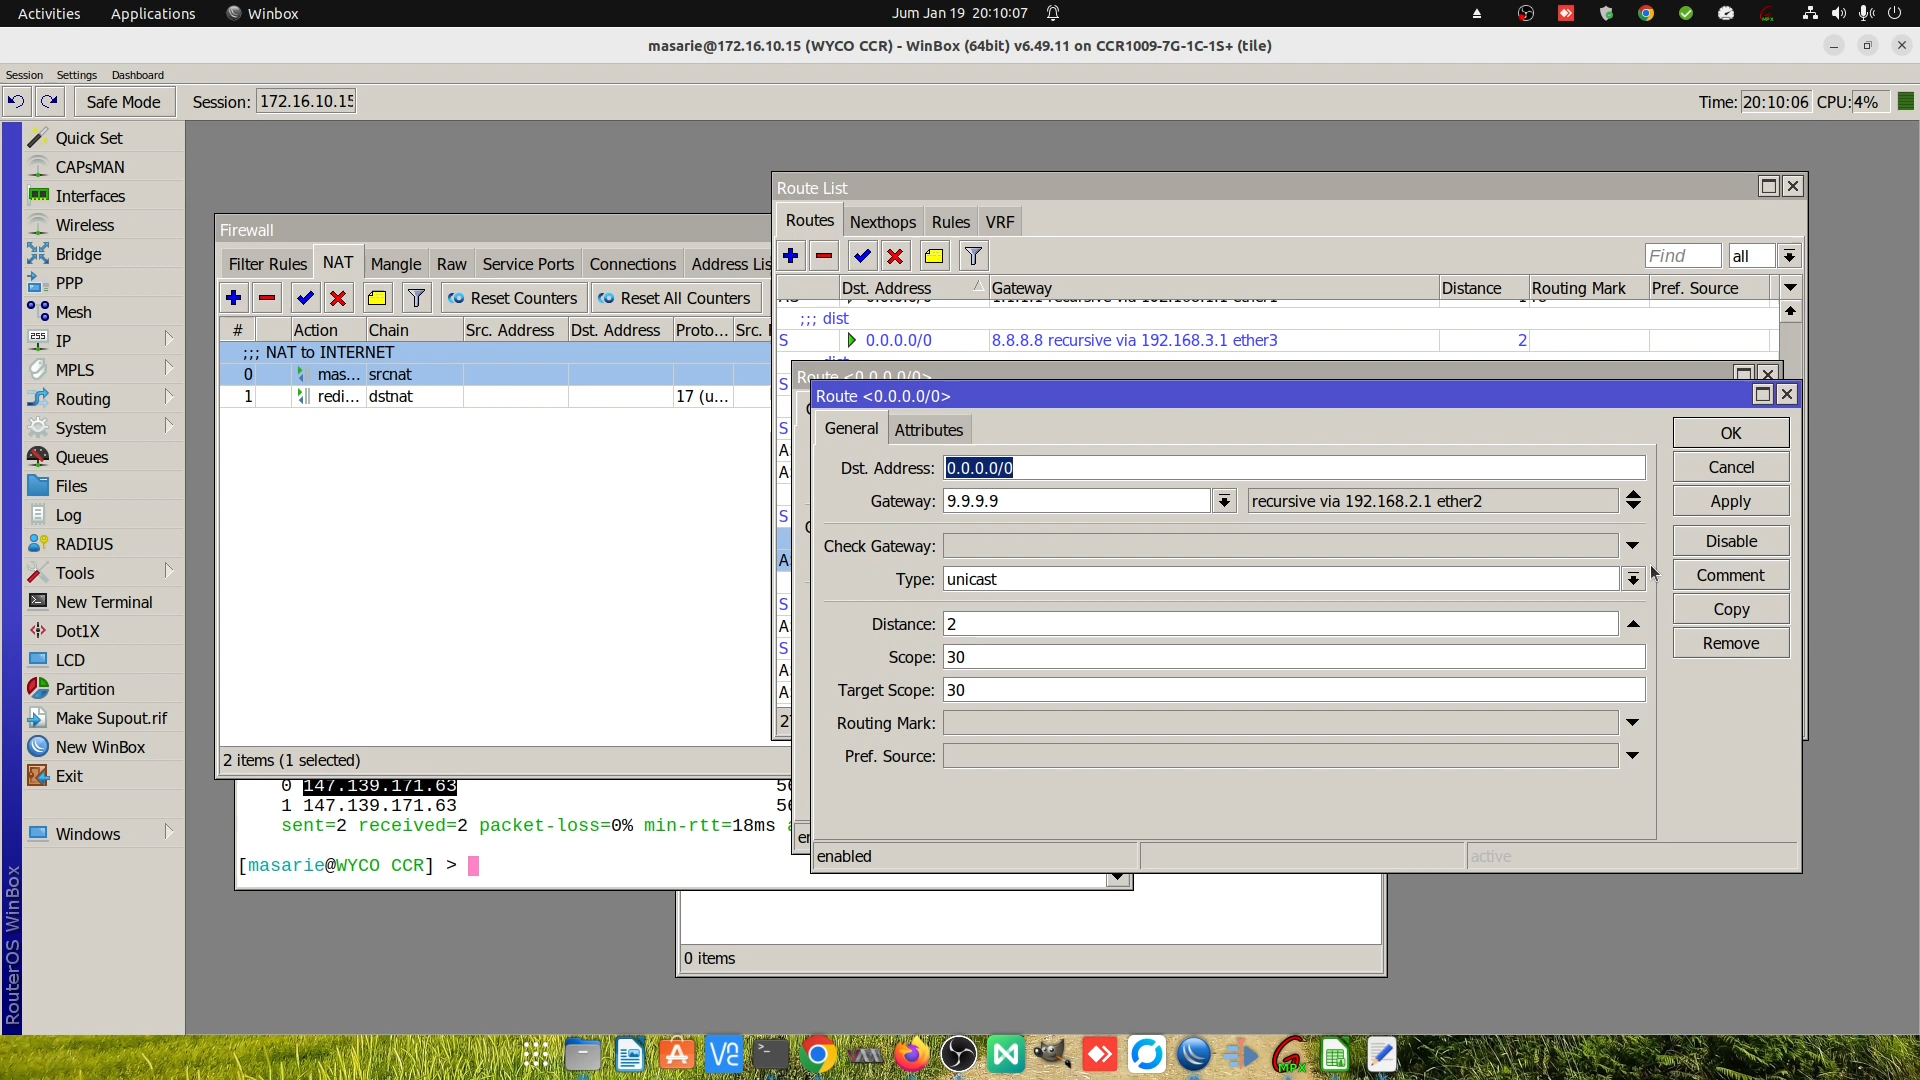 Activities Applications Winbox Jum Jan 19 20:10:07
masarie@172.16.10.15 (WYCO CCR) - WinBox (64bit) v6.49.11 on CCR1009-7G-1C-1S+ (tile)
Session Settings Dashboard
Safe Mode Session: 172.16.10.15 Time: 20:10:06 CPU: 4%
Quick Set
CAPsMAN
Interfaces
Wireless
Bridge
PPP
Mesh
IP
MPLS
Routing
System
Queues
Files
Log
RADIUS
Tools
New Terminal
Dot1X
LCD
Partition
Make Supout.rif
New WinBox
Exit
Windows
RouterOS WinBox
Firewall
Filter Rules NAT Mangle Raw Service Ports Connections Address Lis
Reset Counters Reset All Counters
# Action Chain Src. Address Dst. Address Proto... Src.
;;; NAT to INTERNET
0 mas... srcnat
1 redi... dstnat 17 (u...
2 items (1 selected)
0 147.139.171.63 56
1 147.139.171.63 56
sent=2 received=2 packet-loss=0% min-rtt=18ms
[masarie@WYCO CCR] >
0 items
Route List
Routes Nexthops Rules VRF
Find all
Dst. Address Gateway Distance Routing Mark Pref. Source
;;; dist
S 0.0.0.0/0 8.8.8.8 recursive via 192.168.3.1 ether3 2
Route <0.0.0.0/0>
Route <0.0.0.0/0>
General Attributes
Dst. Address: 0.0.0.0/0
Gateway: 9.9.9.9 recursive via 192.168.2.1 ether2
Check Gateway:
Type: unicast
Distance: 2
Scope: 30
Target Scope: 30
Routing Mark:
Pref. Source:
OK
Cancel
Apply
Disable
Comment
Copy
Remove
enabled active